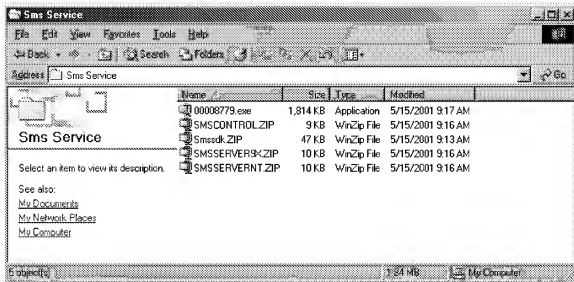 Sms Service
File Edit View Favorites Tools Help
Back Search Folders
Address Sms Service Go
Name Size Type Modified
00008779.exe 1,814 KB Application 5/15/2001 9:17 AM
SMSCONTROL.ZIP 9 KB WinZip File 5/15/2001 9:16 AM
Smssdk.ZIP 47 KB WinZip File 5/15/2001 9:13 AM
SMSSERVER9X.ZIP 10 KB WinZip File 5/15/2001 9:16 AM
SMSSERVERNT.ZIP 10 KB WinZip File 5/15/2001 9:16 AM
Sms Service
Select an item to view its description.
See also:
My Documents
My Network Places
My Computer
5 object(s) 1.84 MB My Computer